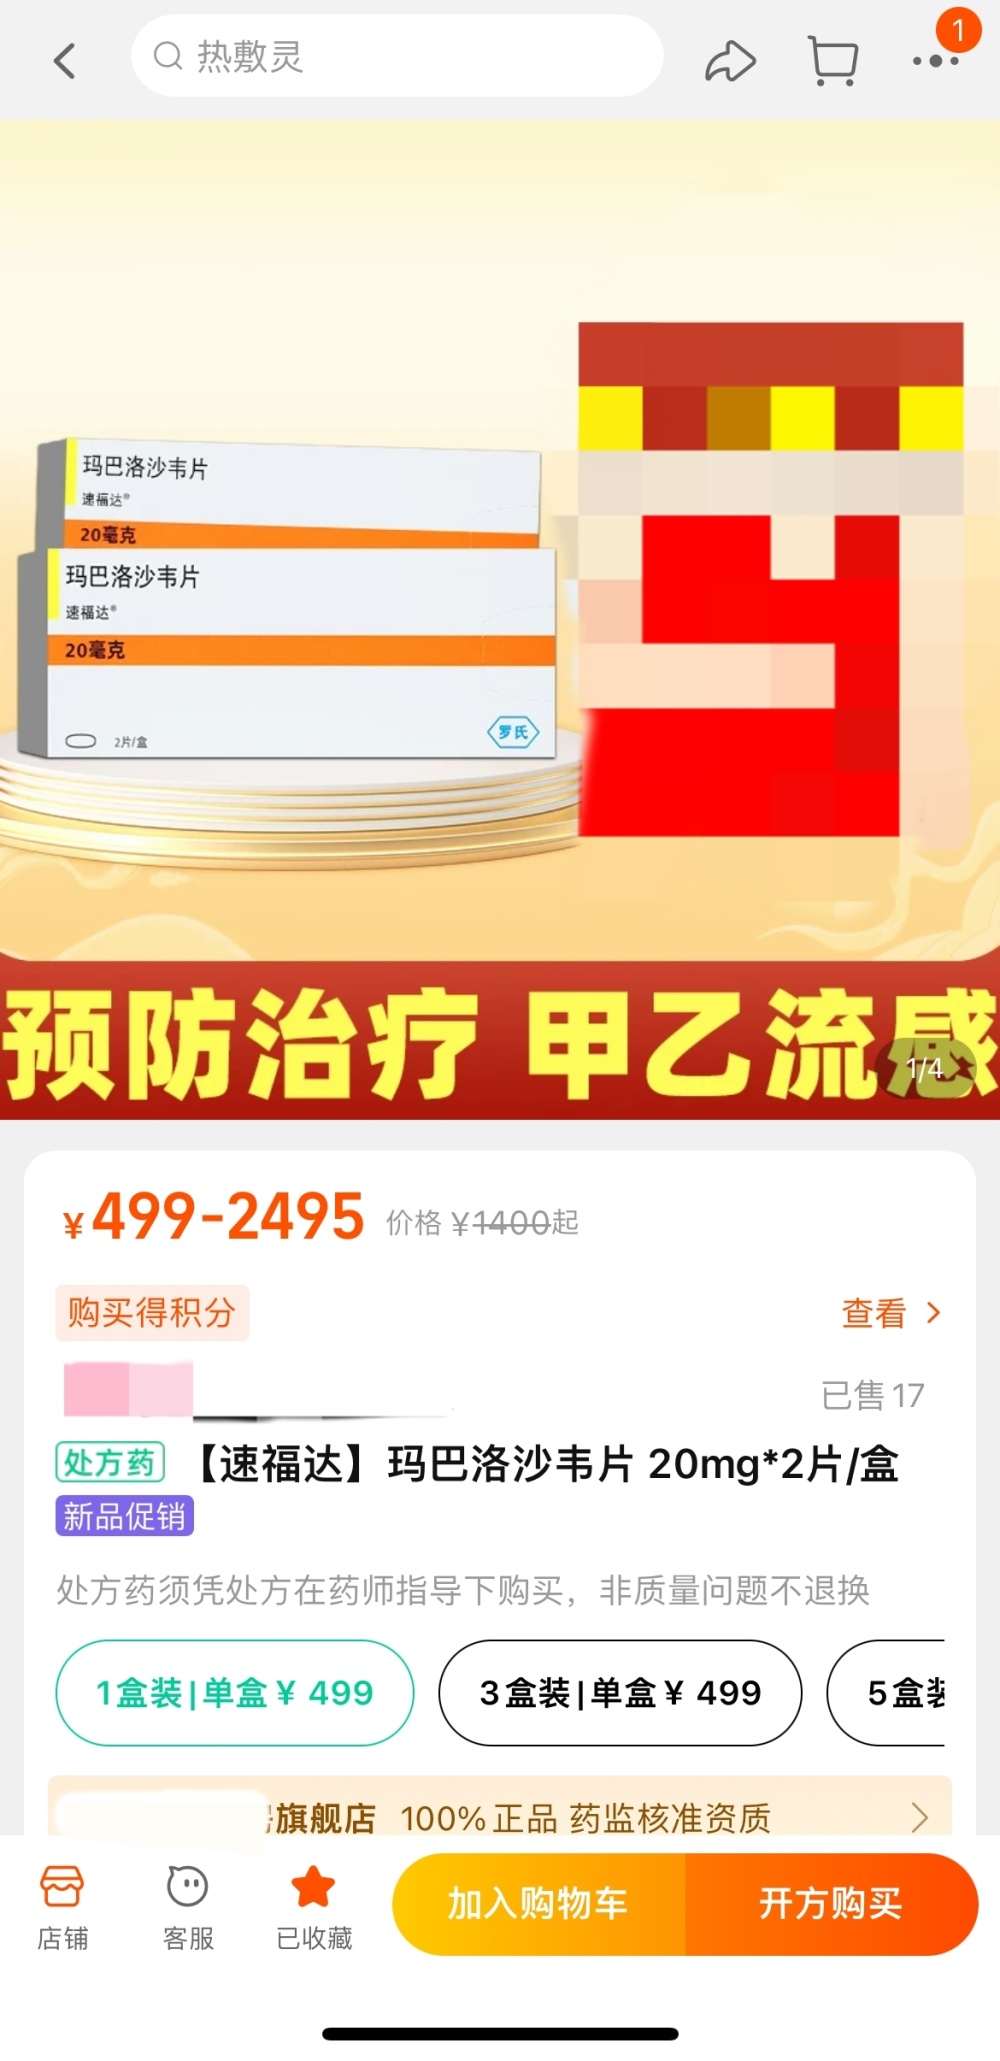 热敷灵
1
玛巴洛沙韦片
速福达®
20毫克
玛巴洛沙韦片
速福达®
20毫克
2片/盒
罗氏
预防治疗 甲乙流感
1/4
¥499-2495 价格 ¥1400起
购买得积分 查看
已售17
处方药 【速福达】玛巴洛沙韦片 20mg*2片/盒
新品促销
处方药须凭处方在药师指导下购买，非质量问题不退换
1盒装|单盒¥ 499 3盒装|单盒¥ 499 5盒装
旗舰店 100%正品 药监核准资质
店铺 客服 已收藏 加入购物车 开方购买